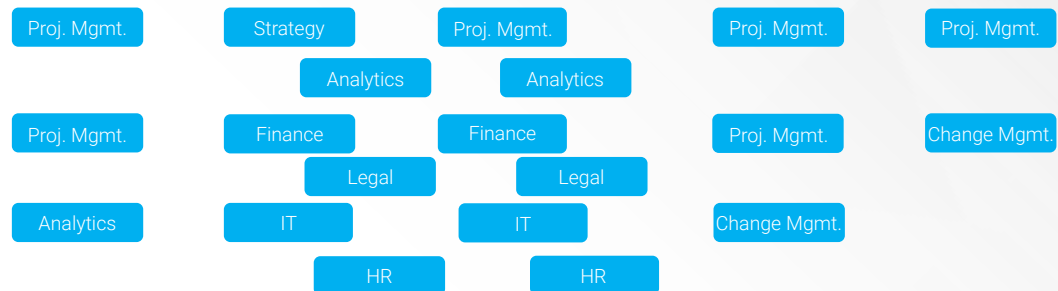 Proj. Mgmt.
Strategy
Proj. Mgmt.
Proj. Mgmt.
Proj. Mgmt.
Analytics
Analytics
Proj. Mgmt.
Finance
Finance
Proj. Mgmt.
Change Mgmt.
Legal
Legal
Analytics
IT
IT
Change Mgmt.
HR
HR